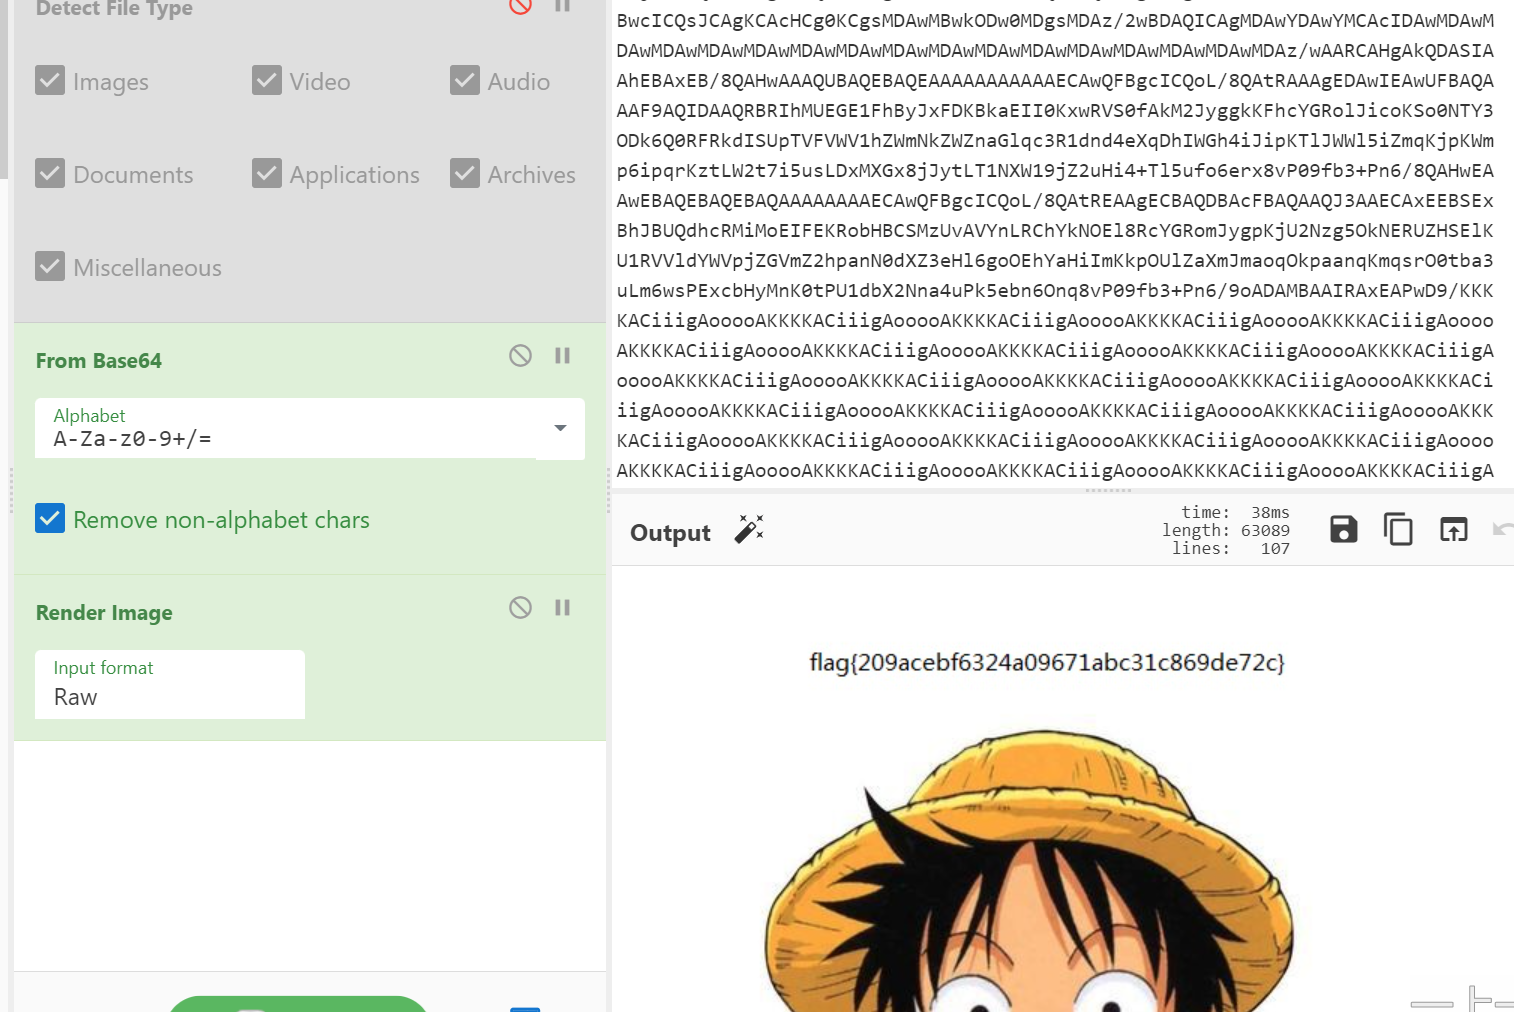 Detect File Type
Images
Video
Audio
Documents
Applications
Archives
Miscellaneous
From Base64
Alphabet
A-Za-z0-9+/=
Remove non-alphabet chars
Render Image
Input format
Raw
BwcICQsJCAgKCAcHCg0KCgsMDAwMBwkODw0MDgsMDAz/2wBDAQICAgMDAwYDAwYMCAcIDAwMDAwM
DAwMDAwMDAwMDAwMDAwMDAwMDAwMDAwMDAwMDAwMDAwMDAwMDAwMDAz/wAARCAHgAkQDASIA
AhEBAxEB/8QAHwAAAQUBAQEBAQEAAAAAAAAAAAECAwQFBgcICQoL/8QAtRAAAgEDAwIEAwUFBAQA
AAF9AQIDAAQRBRIhMUEGE1FhByJxFDKBkaEII0KxwRVS0fAkM2JyggkKFhcYGRolJicoKSo0NTY3
ODk6Q0RFRkdISUpTVFVWV1hZWmNkZWZnaGlqc3R1dnd4eXqDhIWGh4iJipKTlJWWl5iZmqKjpKWm
p6ipqrKztLW2t7i5usLDxMXGx8jJytLT1NXW19jZ2uHi4+Tl5ufo6erx8vP09fb3+Pn6/8QAHwEA
AwEBAQEBAQEBAQAAAAAAAAECAwQFBgcICQoL/8QAtREAAgECBAQDBAcFBAQAAQJ3AAECAxEEBSEx
BhJBUQdhcRMiMoEIFEKRobHBCSMzUvAVYnLRChYkNOEl8RcYGRomJygpKjU2Nzg5OkNERUZHSElK
U1RVVldYWVpjZGVmZ2hpanN0dXZ3eHl6goOEhYaHiImKkpOUlZaXmJmaoqOkpaanqKmqsrO0tba3
uLm6wsPExcbHyMnK0tPU1dbX2Nna4uPk5ebn6Onq8vP09fb3+Pn6/9oADAMBAAIRAxEAPwD9/KKK
KACiiigAooooAKKKKACiiigAooooAKKKKACiiigAooooAKKKKACiiigAooooAKKKKACiiigAoooo
AKKKKACiiigAooooAKKKKACiiigAooooAKKKKACiiigAooooAKKKKACiiigAooooAKKKKACiiigA
ooooAKKKKACiiigAooooAKKKKACiiigAooooAKKKKACiiigAooooAKKKKACiiigAooooAKKKKACi
iigAooooAKKKKACiiigAooooAKKKKACiiigAooooAKKKKACiiigAooooAKKKKACiiigAooooAKKK
KACiiigAooooAKKKKACiiigAooooAKKKKACiiigAooooAKKKKACiiigAooooAKKKKACiiigAoooo
AKKKKACiiigAooooAKKKKACiiigAooooAKKKKACiiigAooooAKKKKACiiigAooooAKKKKACiiigA
Output
time: 38ms
length: 63089
lines: 107
flag{209acebf6324a09671abc31c869de72c}